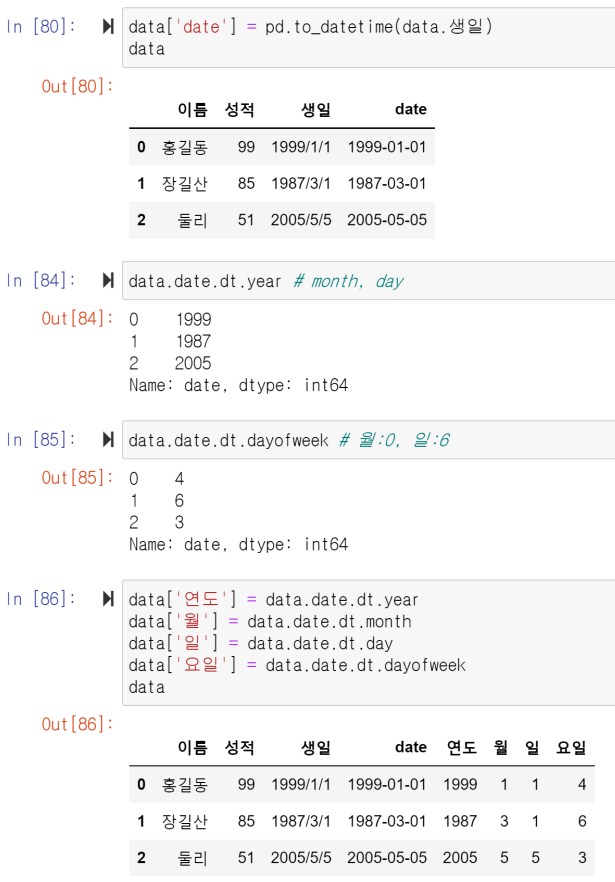 In [80]: data['date'] = pd.to_datetime(data.생일)
data
Out[80]:
이름 성적 생일 date
0 홍길동 99 1999/1/1 1999-01-01
1 장길산 85 1987/3/1 1987-03-01
2 둘리 51 2005/5/5 2005-05-05
In [84]: data.date.dt.year # month, day
Out[84]: 0 1999
1 1987
2 2005
Name: date, dtype: int64
In [85]: data.date.dt.dayofweek # 월:0, 일:6
Out[85]: 0 4
1 6
2 3
Name: date, dtype: int64
In [86]: data['연도'] = data.date.dt.year
data['월'] = data.date.dt.month
data['일'] = data.date.dt.day
data['요일'] = data.date.dt.dayofweek
data
Out[86]:
이름 성적 생일 date 연도 월 일 요일
0 홍길동 99 1999/1/1 1999-01-01 1999 1 1 4
1 장길산 85 1987/3/1 1987-03-01 1987 3 1 6
2 둘리 51 2005/5/5 2005-05-05 2005 5 5 3